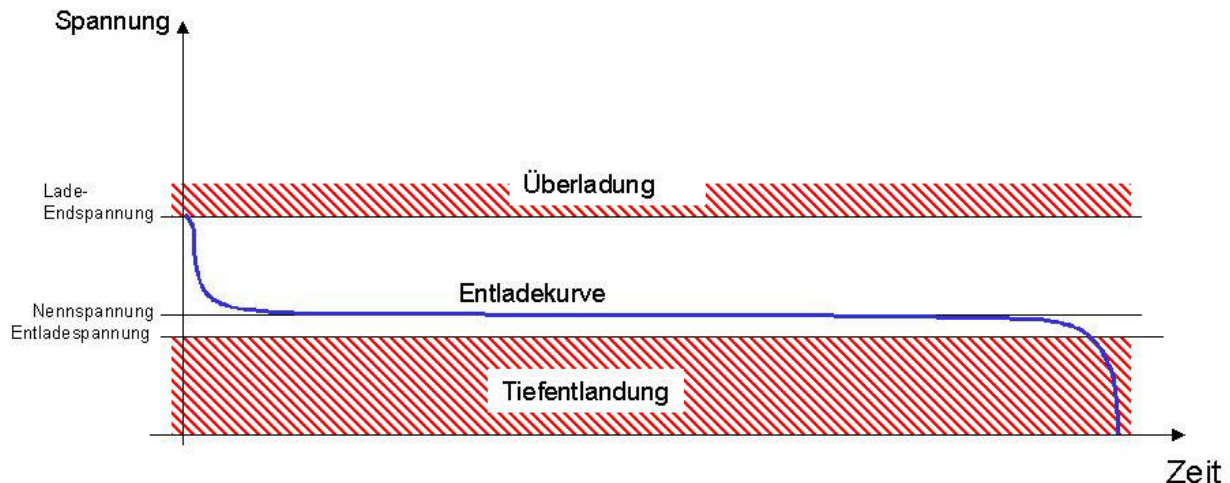 Spannung
Überladung
Lade-
Endspannung
Entladekurve
Nennspannung
Entladespannung
Tiefentlandung
Zeit